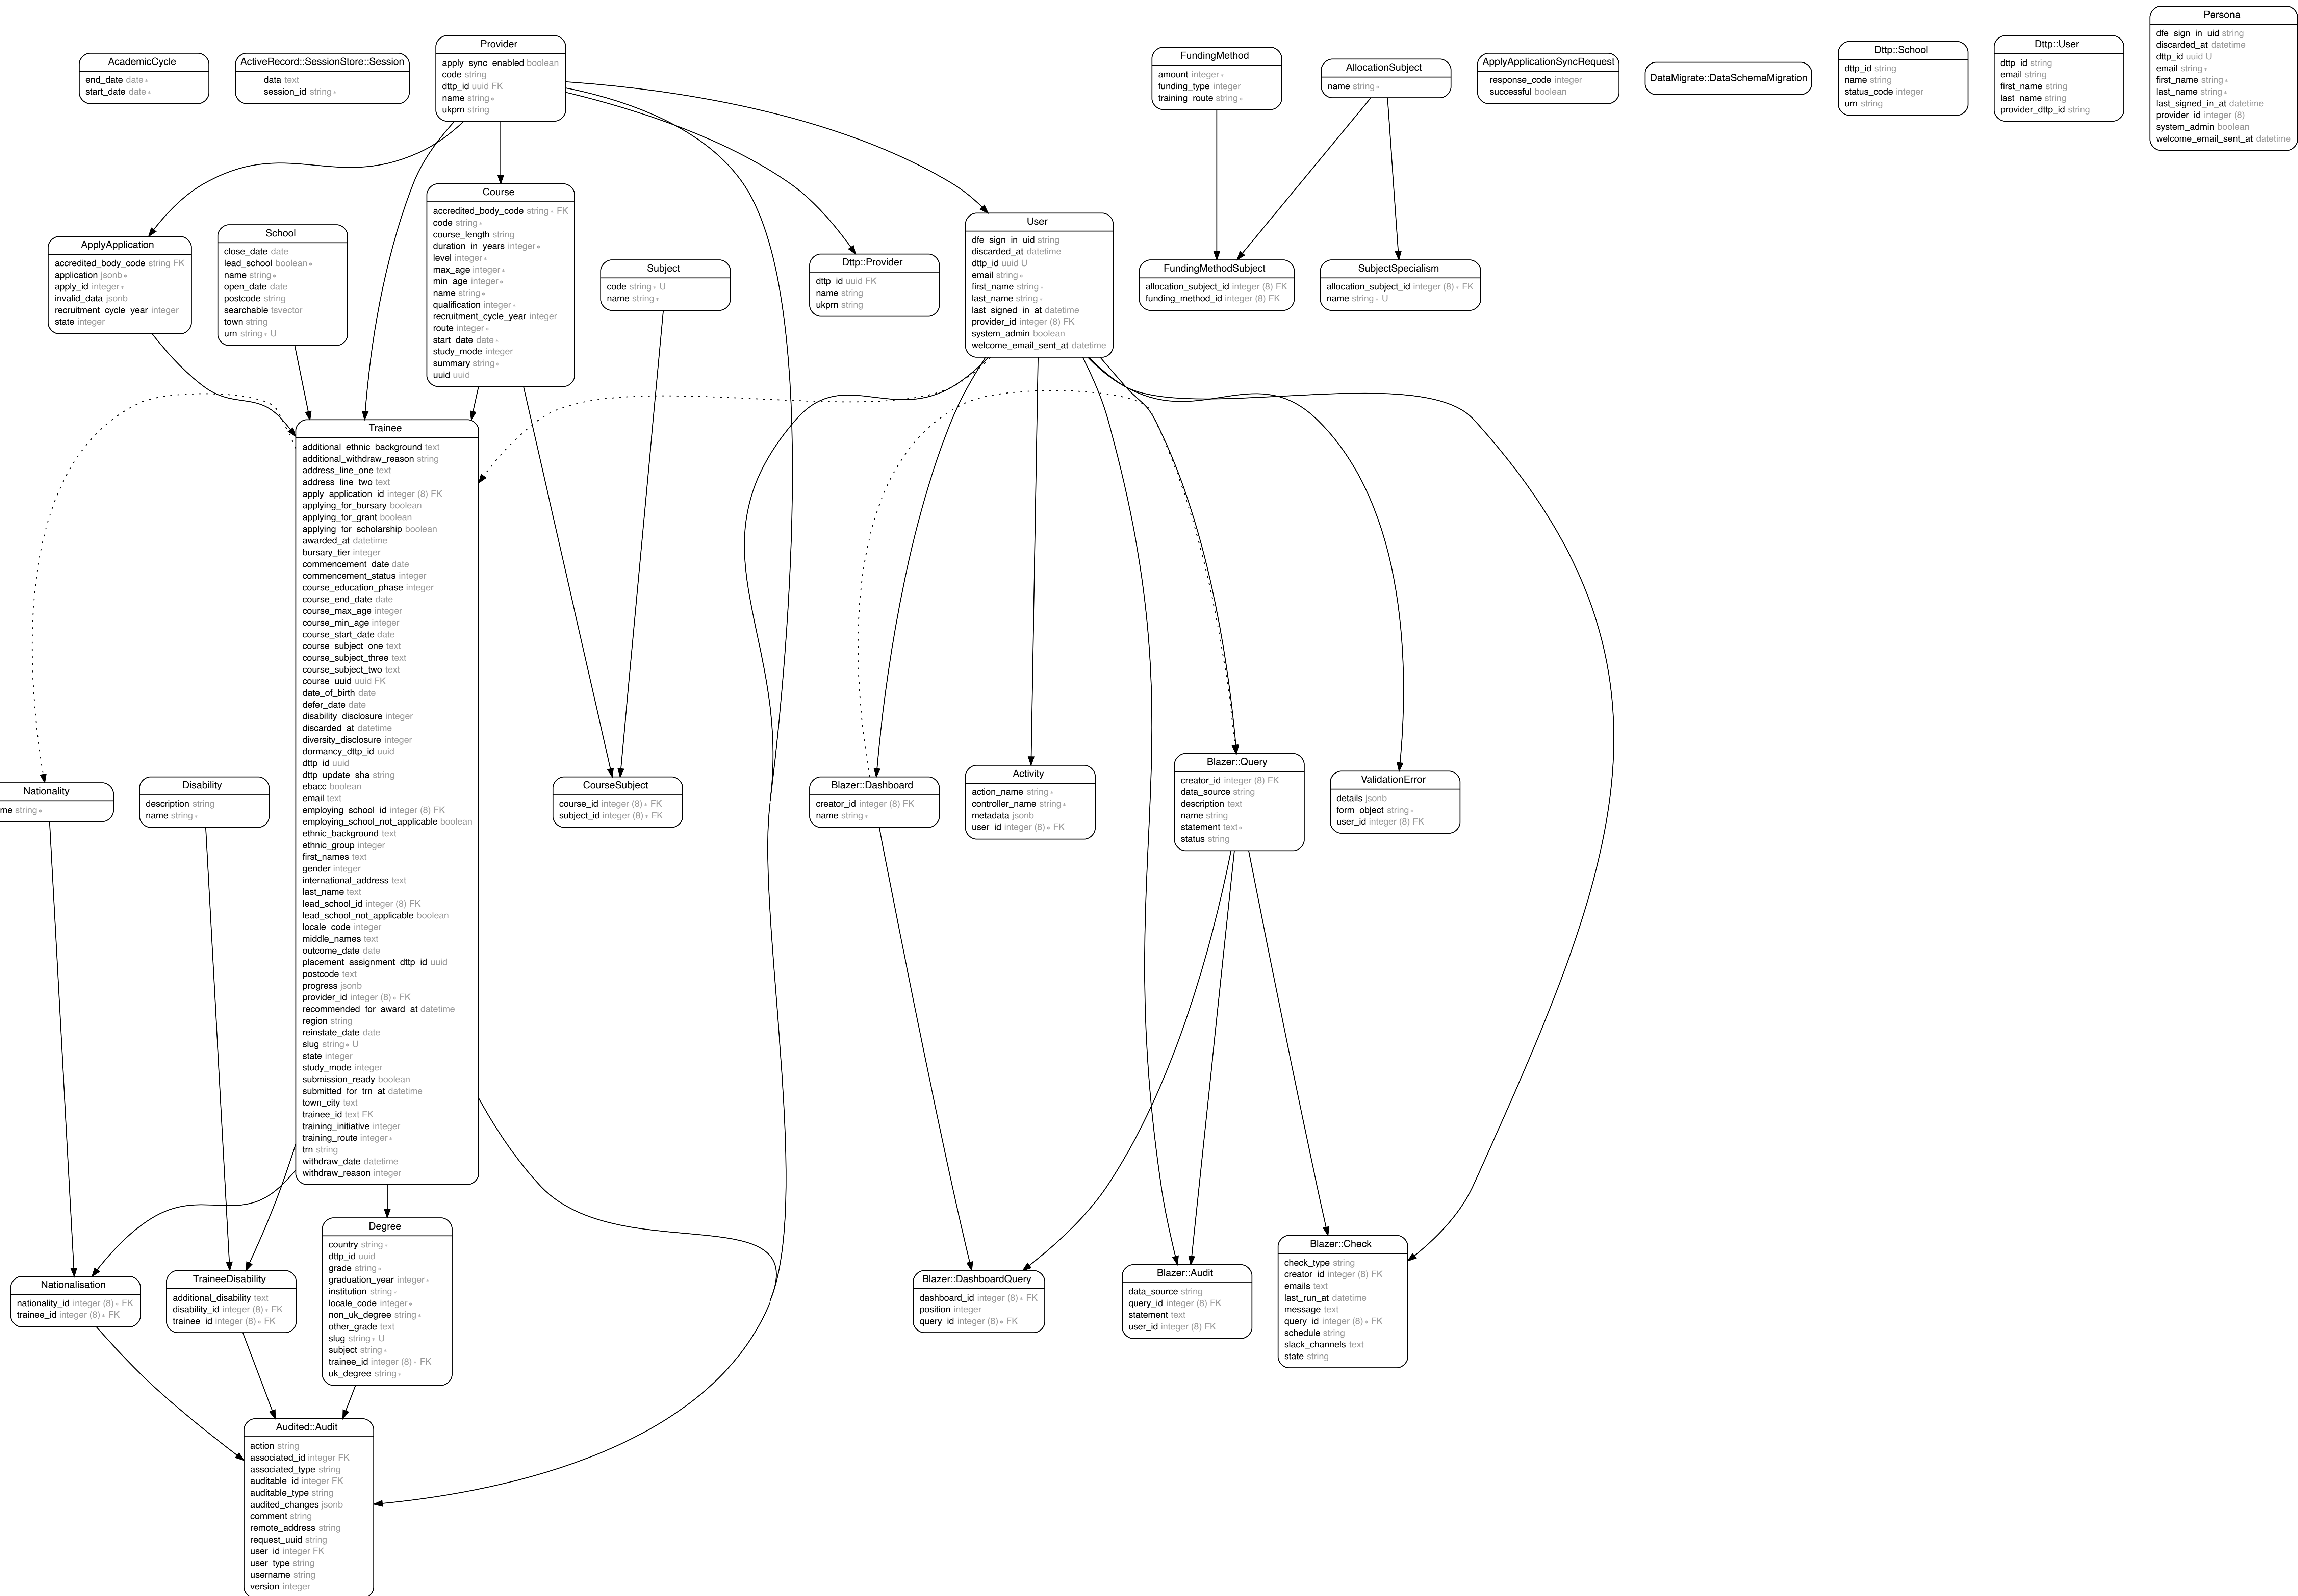 AcademicCycle
end_date date ∗
start_date date ∗
ActiveRecord::SessionStore::Session
data text
session_id string ∗
Provider
apply_sync_enabled boolean
code string
dttp_id uuid FK
name string ∗
ukprn string
FundingMethod
amount integer ∗
funding_type integer
training_route string ∗
AllocationSubject
name string ∗
ApplyApplicationSyncRequest
response_code integer
successful boolean
DataMigrate::DataSchemaMigration
Dttp::School
dttp_id string
name string
status_code integer
urn string
Dttp::User
dttp_id string
email string
first_name string
last_name string
provider_dttp_id string
Persona
dfe_sign_in_uid string
discarded_at datetime
dttp_id uuid U
email string ∗
first_name string ∗
last_name string ∗
last_signed_in_at datetime
provider_id integer (8)
system_admin boolean
welcome_email_sent_at datetime
ApplyApplication
accredited_body_code string FK
application jsonb ∗
apply_id integer ∗
invalid_data jsonb
recruitment_cycle_year integer
state integer
School
close_date date
lead_school boolean ∗
name string ∗
open_date date
postcode string
searchable tsvector
town string
urn string ∗ U
Course
accredited_body_code string ∗ FK
code string ∗
course_length string
duration_in_years integer ∗
level integer ∗
max_age integer ∗
min_age integer ∗
name string ∗
qualification integer ∗
recruitment_cycle_year integer
route integer ∗
start_date date ∗
study_mode integer
summary string ∗
uuid uuid
Subject
code string ∗ U
name string ∗
Dttp::Provider
dttp_id uuid FK
name string
ukprn string
User
dfe_sign_in_uid string
discarded_at datetime
dttp_id uuid U
email string ∗
first_name string ∗
last_name string ∗
last_signed_in_at datetime
provider_id integer (8) FK
system_admin boolean
welcome_email_sent_at datetime
FundingMethodSubject
allocation_subject_id integer (8) FK
funding_method_id integer (8) FK
SubjectSpecialism
allocation_subject_id integer (8) ∗ FK
name string ∗ U
Trainee
additional_ethnic_background text
additional_withdraw_reason string
address_line_one text
address_line_two text
apply_application_id integer (8) FK
applying_for_bursary boolean
applying_for_grant boolean
applying_for_scholarship boolean
awarded_at datetime
bursary_tier integer
commencement_date date
commencement_status integer
course_education_phase integer
course_end_date date
course_max_age integer
course_min_age integer
course_start_date date
course_subject_one text
course_subject_three text
course_subject_two text
course_uuid uuid FK
date_of_birth date
defer_date date
disability_disclosure integer
discarded_at datetime
diversity_disclosure integer
dormancy_dttp_id uuid
dttp_id uuid
dttp_update_sha string
ebacc boolean
email text
employing_school_id integer (8) FK
employing_school_not_applicable boolean
ethnic_background text
ethnic_group integer
first_names text
gender integer
international_address text
last_name text
lead_school_id integer (8) FK
lead_school_not_applicable boolean
locale_code integer
middle_names text
outcome_date date
placement_assignment_dttp_id uuid
postcode text
progress jsonb
provider_id integer (8) ∗ FK
recommended_for_award_at datetime
region string
reinstate_date date
slug string ∗ U
state integer
study_mode integer
submission_ready boolean
submitted_for_trn_at datetime
town_city text
trainee_id text FK
training_initiative integer
training_route integer ∗
trn string
withdraw_date datetime
withdraw_reason integer
Nationality
me string ∗
Disability
description string
name string ∗
CourseSubject
course_id integer (8) ∗ FK
subject_id integer (8) ∗ FK
Blazer::Dashboard
creator_id integer (8) FK
name string ∗
Activity
action_name string ∗
controller_name string ∗
metadata jsonb
user_id integer (8) ∗ FK
Blazer::Query
creator_id integer (8) FK
data_source string
description text
name string
statement text ∗
status string
ValidationError
details jsonb
form_object string ∗
user_id integer (8) FK
Nationalisation
nationality_id integer (8) ∗ FK
trainee_id integer (8) ∗ FK
TraineeDisability
additional_disability text
disability_id integer (8) ∗ FK
trainee_id integer (8) ∗ FK
Degree
country string ∗
dttp_id uuid
grade string ∗
graduation_year integer ∗
institution string ∗
locale_code integer ∗
non_uk_degree string ∗
other_grade text
slug string ∗ U
subject string ∗
trainee_id integer (8) ∗ FK
uk_degree string ∗
Blazer::DashboardQuery
dashboard_id integer (8) ∗ FK
position integer
query_id integer (8) ∗ FK
Blazer::Audit
data_source string
query_id integer (8) FK
statement text
user_id integer (8) FK
Blazer::Check
check_type string
creator_id integer (8) FK
emails text
last_run_at datetime
message text
query_id integer (8) ∗ FK
schedule string
slack_channels text
state string
Audited::Audit
action string
associated_id integer FK
associated_type string
auditable_id integer FK
auditable_type string
audited_changes jsonb
comment string
remote_address string
request_uuid string
user_id integer FK
user_type string
username string
version integer